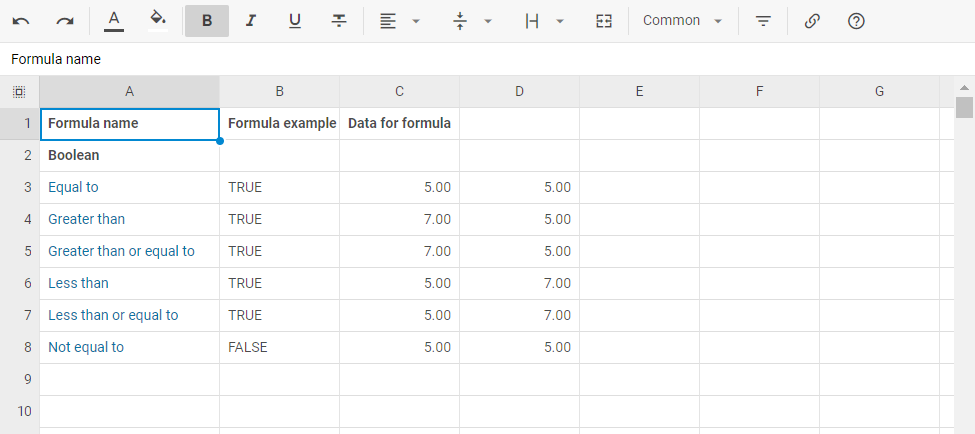 A B I U T Common ?
Formula name
A B C D E F G
1 Formula name Formula example Data for formula
2 Boolean
3 Equal to TRUE 5.00 5.00
4 Greater than TRUE 7.00 5.00
5 Greater than or equal to TRUE 7.00 5.00
6 Less than TRUE 5.00 7.00
7 Less than or equal to TRUE 5.00 7.00
8 Not equal to FALSE 5.00 5.00
9
10